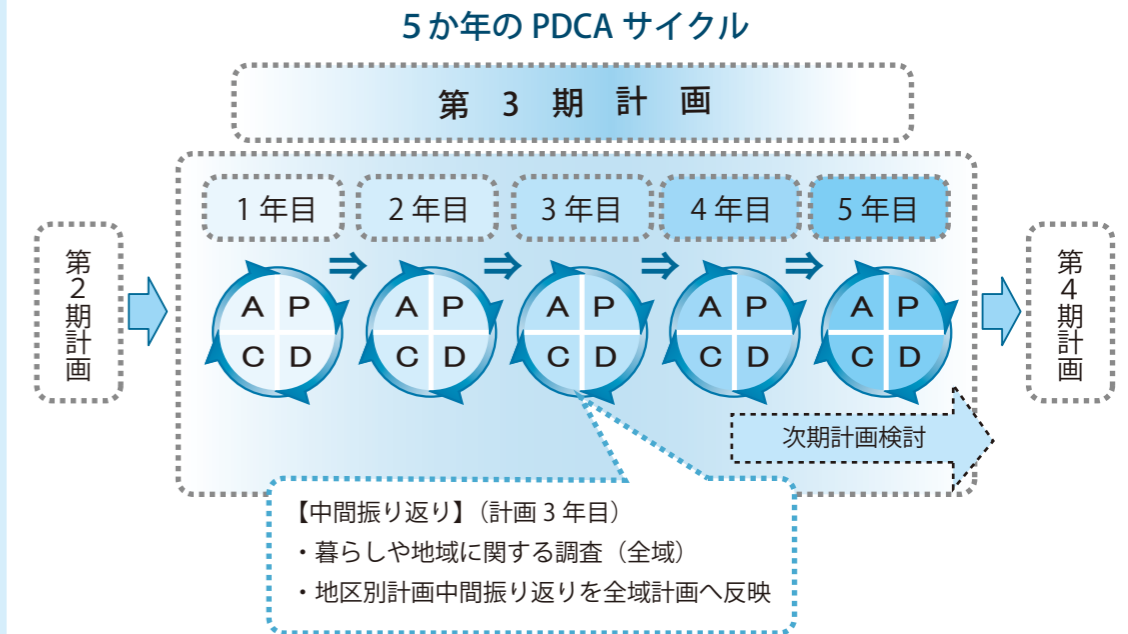 5か年の PDCA サイクル
第 3 期 計 画
第2期計画
1 年目
2 年目
3 年目
4 年目
5 年目
⇒ ⇒ ⇒ ⇒
A P
C D
A P
C D
A P
C D
A P
C D
A P
C D
第4期計画
次期計画検討
【中間振り返り】（計画 3 年目）
・暮らしや地域に関する調査（全域）
・地区別計画中間振り返りを全域計画へ反映